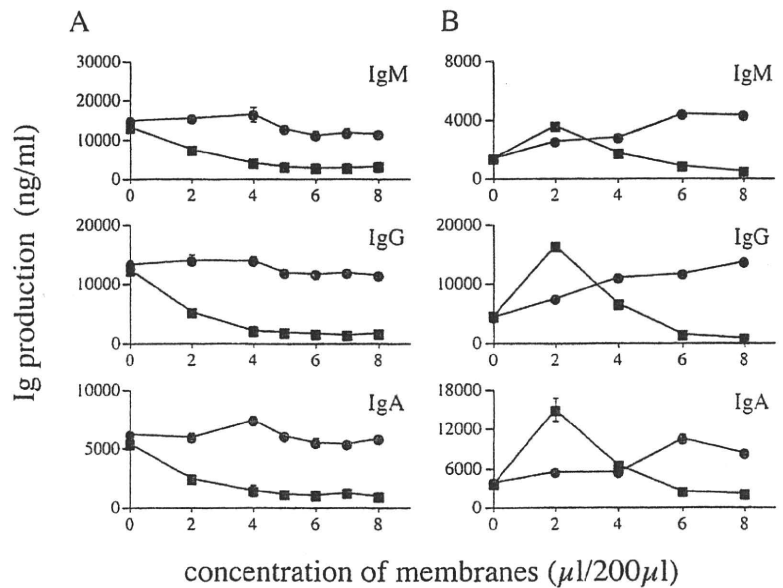 A
B
Ig production (ng/ml)
IgM
30000
20000
10000
0
0 2 4 6 8
IgM
8000
4000
0
0 2 4 6 8
IgG
20000
10000
0
0 2 4 6 8
IgG
20000
10000
0
0 2 4 6 8
IgA
10000
5000
0
0 2 4 6 8
IgA
18000
12000
6000
0
0 2 4 6 8
concentration of membranes (µl/200µl)